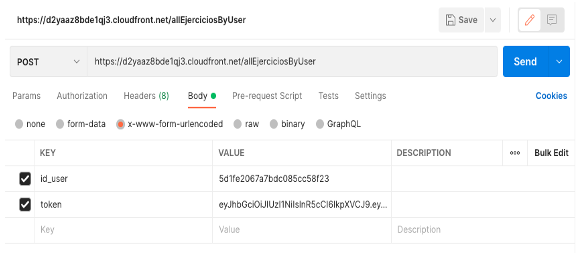 https://d2yaaz8bde1qj3.cloudfront.net/allEjerciciosByUser
Save
POST https://d2yaaz8bde1qj3.cloudfront.net/allEjerciciosByUser Send
Params Authorization Headers (8) Body Pre-request Script Tests Settings Cookies
none form-data x-www-form-urlencoded raw binary GraphQL
KEY VALUE DESCRIPTION Bulk Edit
id_user 5d1fe2067a7bdc085cc58f23
token eyJhbGciOiJIUzI1NiIsInR5cCI6IkpXVCJ9.ey...
Key Value Description